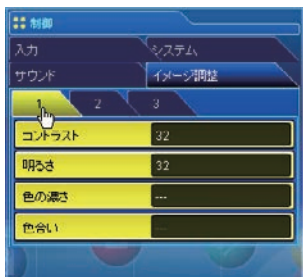 制御
入力 システム
サウンド イメージ調整
1 2 3
コントラスト 32
明るさ 32
色の濃さ ---
色合い ---